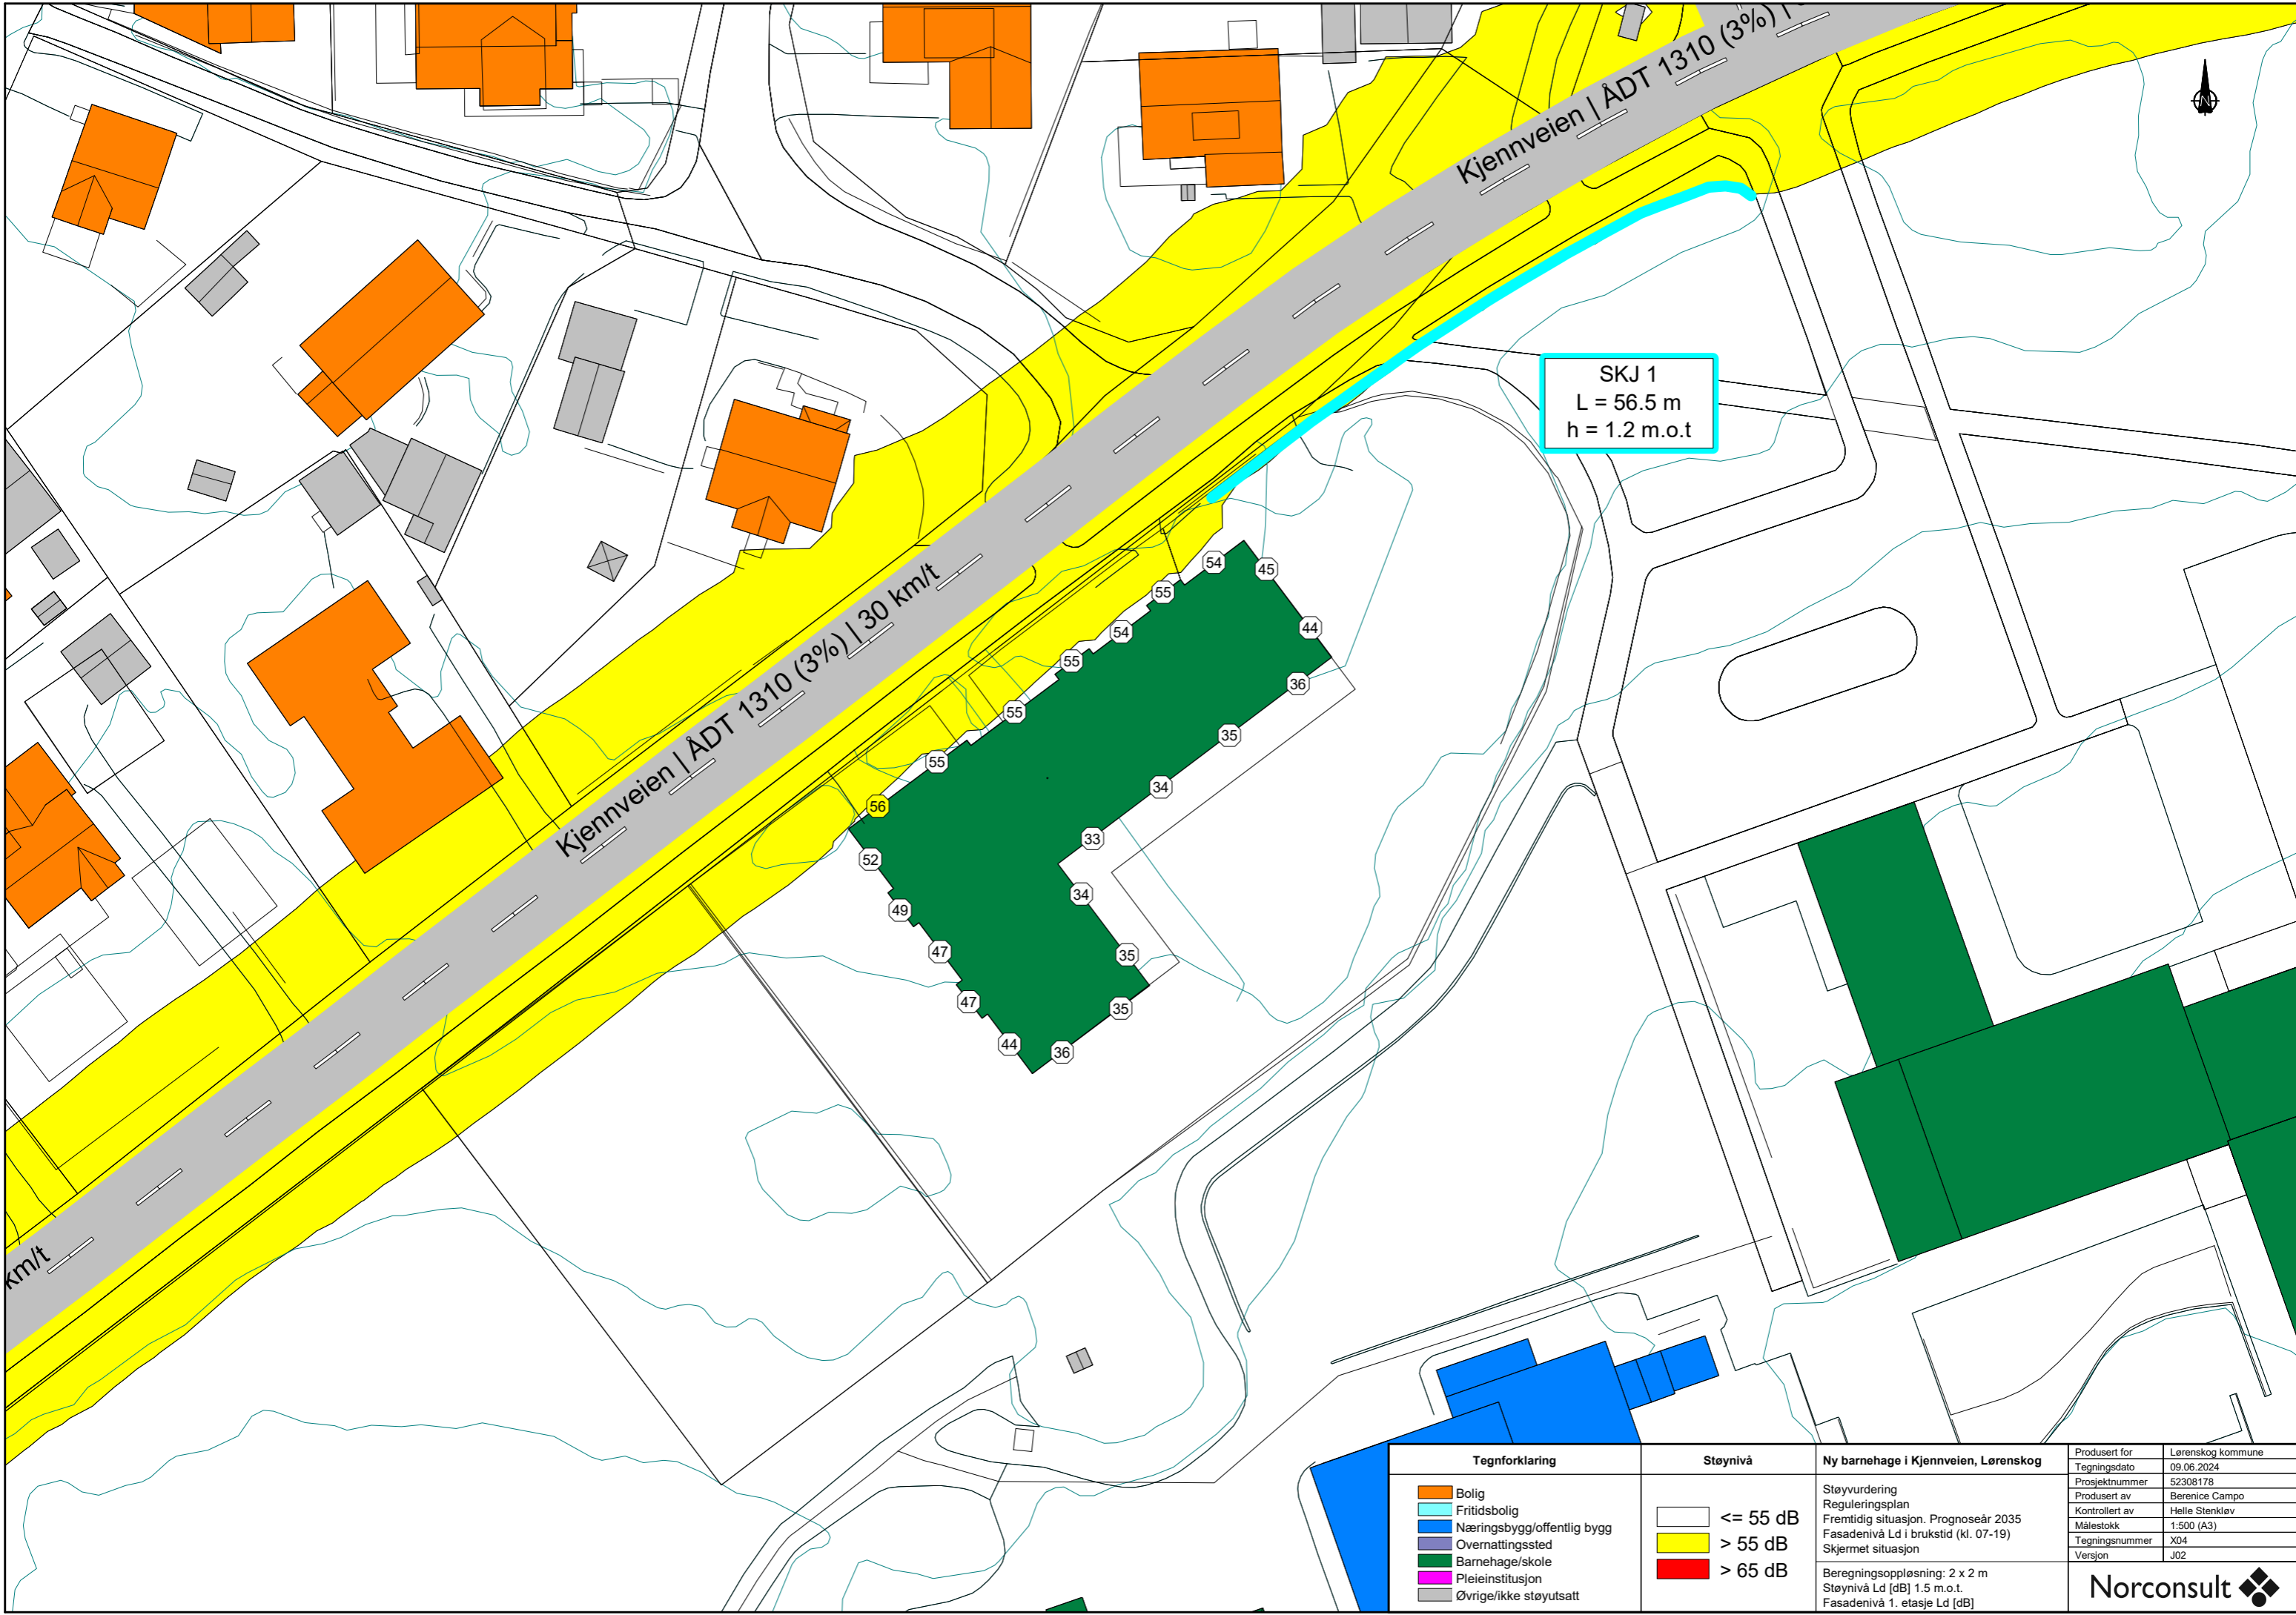 Kjennveien | ÅDT 1310 (3%) |
SKJ 1
L = 56.5 m
h = 1.2 m.o.t
Kjennveien | ÅDT 1310 (3%) | 30 km/t
km/t
54
45
55
44
54
55
36
55
35
55
34
56
33
52
34
49
47
35
47
35
44
36
Tegnforklaring
Bolig
Fritidsbolig
Næringsbygg/offentlig bygg
Overnattingssted
Barnehage/skole
Pleieinstitusjon
Øvrige/ikke støyutsatt
Støynivå
<= 55 dB
> 55 dB
> 65 dB
Ny barnehage i Kjennveien, Lørenskog
Støyvurdering
Reguleringsplan
Fremtidig situasjon. Prognoseår 2035
Fasadenivå Ld i brukstid (kl. 07-19)
Skjermet situasjon
Beregningsoppløsning: 2 x 2 m
Støynivå Ld [dB] 1.5 m.o.t.
Fasadenivå 1. etasje Ld [dB]
Produsert for Lørenskog kommune
Tegningsdato 09.06.2024
Prosjektnummer 52308178
Produsert av Berenice Campo
Kontrollert av Helle Stenkløv
Målestokk 1:500 (A3)
Tegningsnummer X04
Versjon J02
Norconsult
N